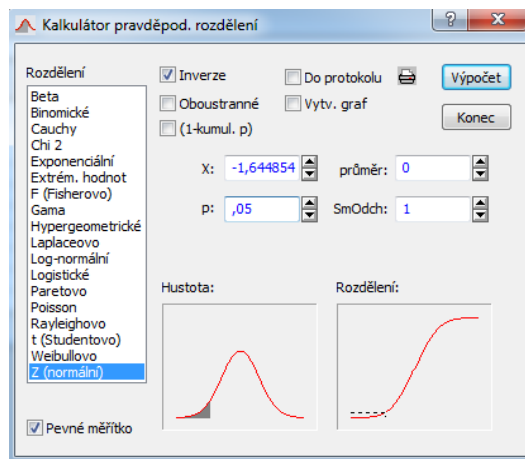 Kalkulátor pravděpod. rozdělení
?
Rozdělení
Beta
Binomické
Cauchy
Chi 2
Exponenciální
Extrém. hodnot
F (Fisherovo)
Gama
Hypergeometrické
Laplaceovo
Log-normální
Logistické
Paretovo
Poisson
Rayleighovo
t (Studentovo)
Weibullovo
Z (normální)
Pevné měřítko
Inverze
Do protokolu
Oboustranné
Vytv. graf
(1-kumul. p)
Výpočet
Konec
X: -1,644854 průměr: 0
p: ,05 SmOdch: 1
Hustota:
Rozdělení: